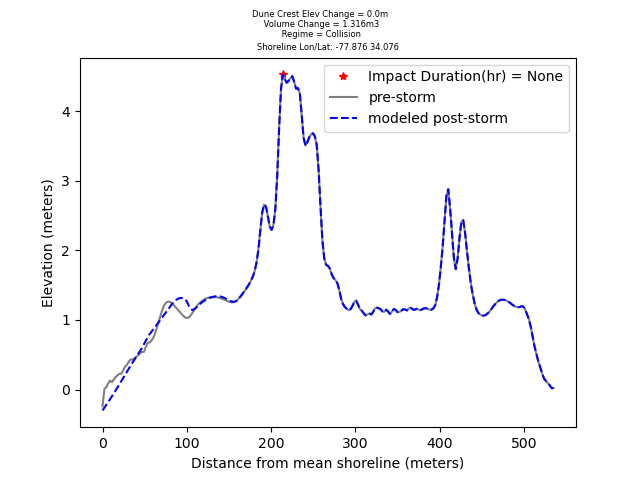 Dune Crest Elev Change = 0.0m
Volume Change = 1.316m3
Regime = Collision
Shoreline Lon/Lat: -77.876 34.076
Impact Duration(hr) = None
pre-storm
modeled post-storm
Elevation (meters)
4
3
2
1
0
0 100 200 300 400 500
Distance from mean shoreline (meters)